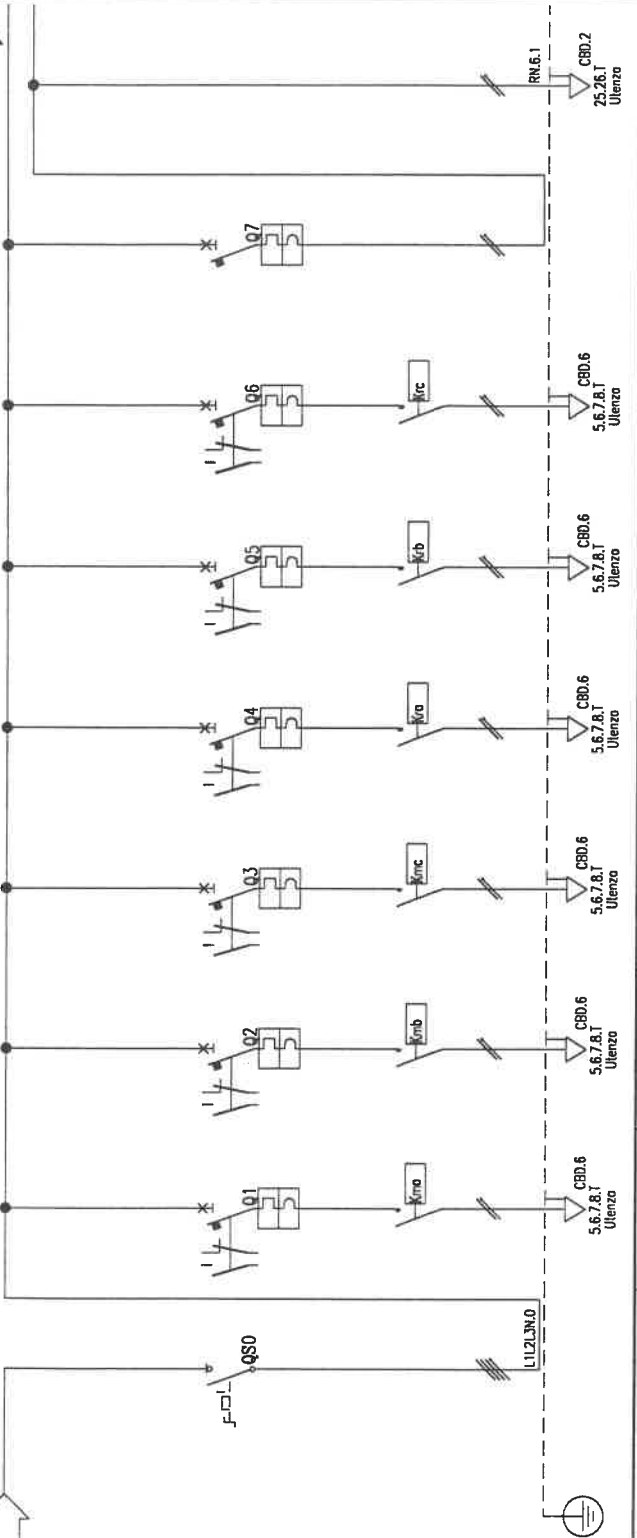 QS0
L1L2L3N.0
Q1
Kma
CBD.6
5.6.7.8.T
Utenza
Q2
Kmb
CBD.6
5.6.7.8.T
Utenza
Q3
Kmc
CBD.6
5.6.7.8.T
Utenza
Q4
Kra
CBD.6
5.6.7.8.T
Utenza
Q5
Krb
CBD.6
5.6.7.8.T
Utenza
Q6
Krc
CBD.6
5.6.7.8.T
Utenza
Q7
RN.6.1
CBD.2
25.26.T
Utenza